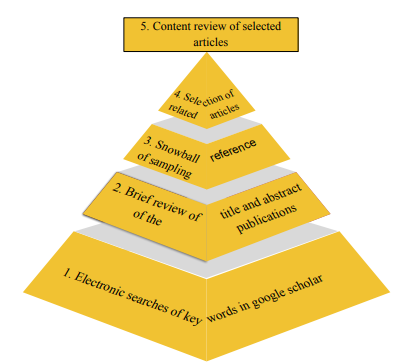 5. Content review of selected
articles
4. Selection of
related articles
3. Snowball reference
of sampling
2. Brief review of title and abstract
of the publications
1. Electronic searches of key words in google scholar